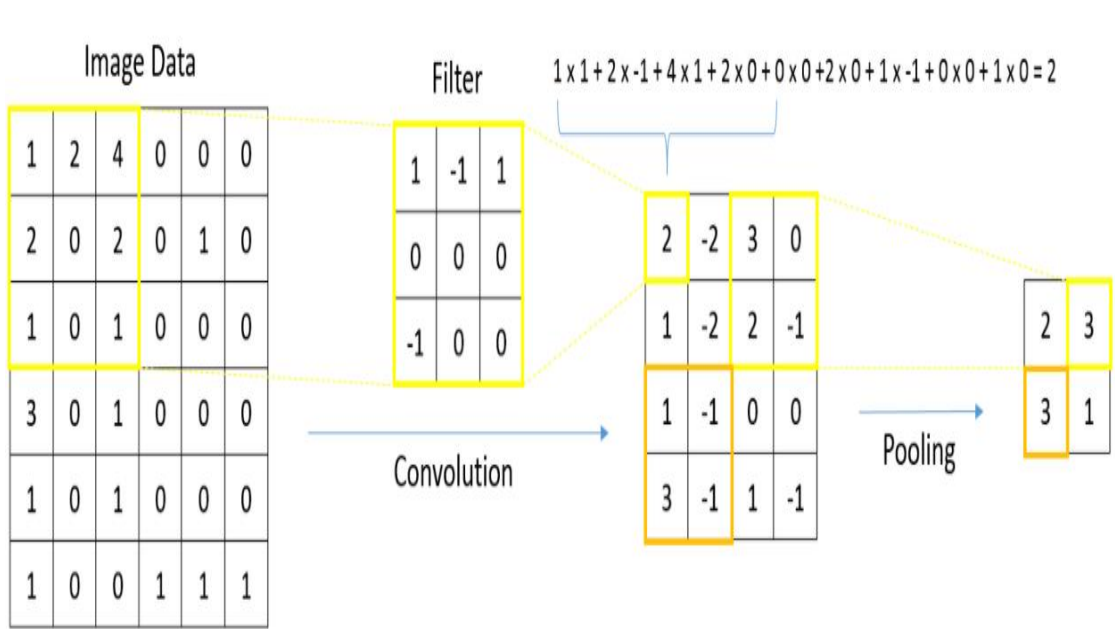 Image Data
Filter
1 x 1 + 2 x -1 + 4 x 1 + 2 x 0 + 0 x 0 +2 x 0 + 1 x -1 + 0 x 0 + 1 x 0 = 2
1 2 4 0 0 0
2 0 2 0 1 0
1 0 1 0 0 0
3 0 1 0 0 0
1 0 1 0 0 0
1 0 0 1 1 1
1 -1 1
0 0 0
-1 0 0
Convolution
2 -2 3 0
1 -2 2 -1
1 -1 0 0
3 -1 1 -1
Pooling
2 3
3 1